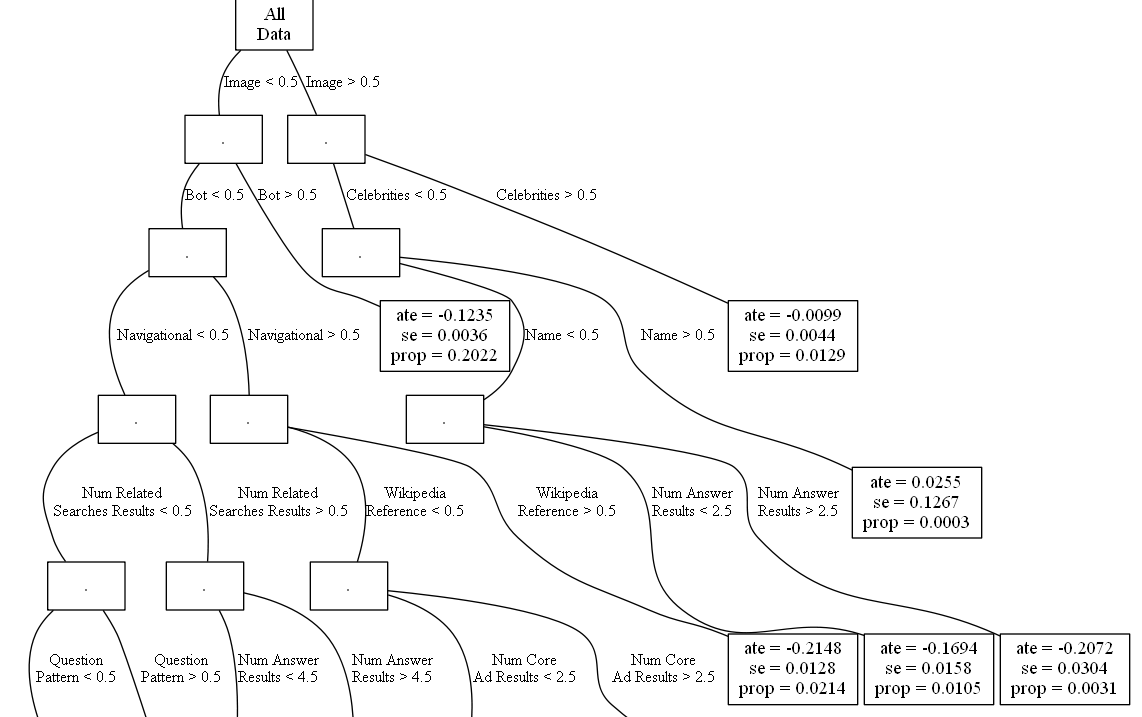 All
Data
Image < 0.5
Image > 0.5
.
.
Bot < 0.5
Bot > 0.5
Celebrities < 0.5
Celebrities > 0.5
.
.
ate = -0.1235
se = 0.0036
prop = 0.2022
ate = -0.0099
se = 0.0044
prop = 0.0129
Navigational < 0.5
Navigational > 0.5
Name < 0.5
Name > 0.5
.
.
.
ate = 0.0255
se = 0.1267
prop = 0.0003
Num Related
Searches Results < 0.5
Num Related
Searches Results > 0.5
Wikipedia
Reference < 0.5
Wikipedia
Reference > 0.5
Num Answer
Results < 2.5
Num Answer
Results > 2.5
.
.
.
ate = -0.2148
se = 0.0128
prop = 0.0214
ate = -0.1694
se = 0.0158
prop = 0.0105
ate = -0.2072
se = 0.0304
prop = 0.0031
Question
Pattern < 0.5
Question
Pattern > 0.5
Num Answer
Results < 4.5
Num Answer
Results > 4.5
Num Core
Ad Results < 2.5
Num Core
Ad Results > 2.5